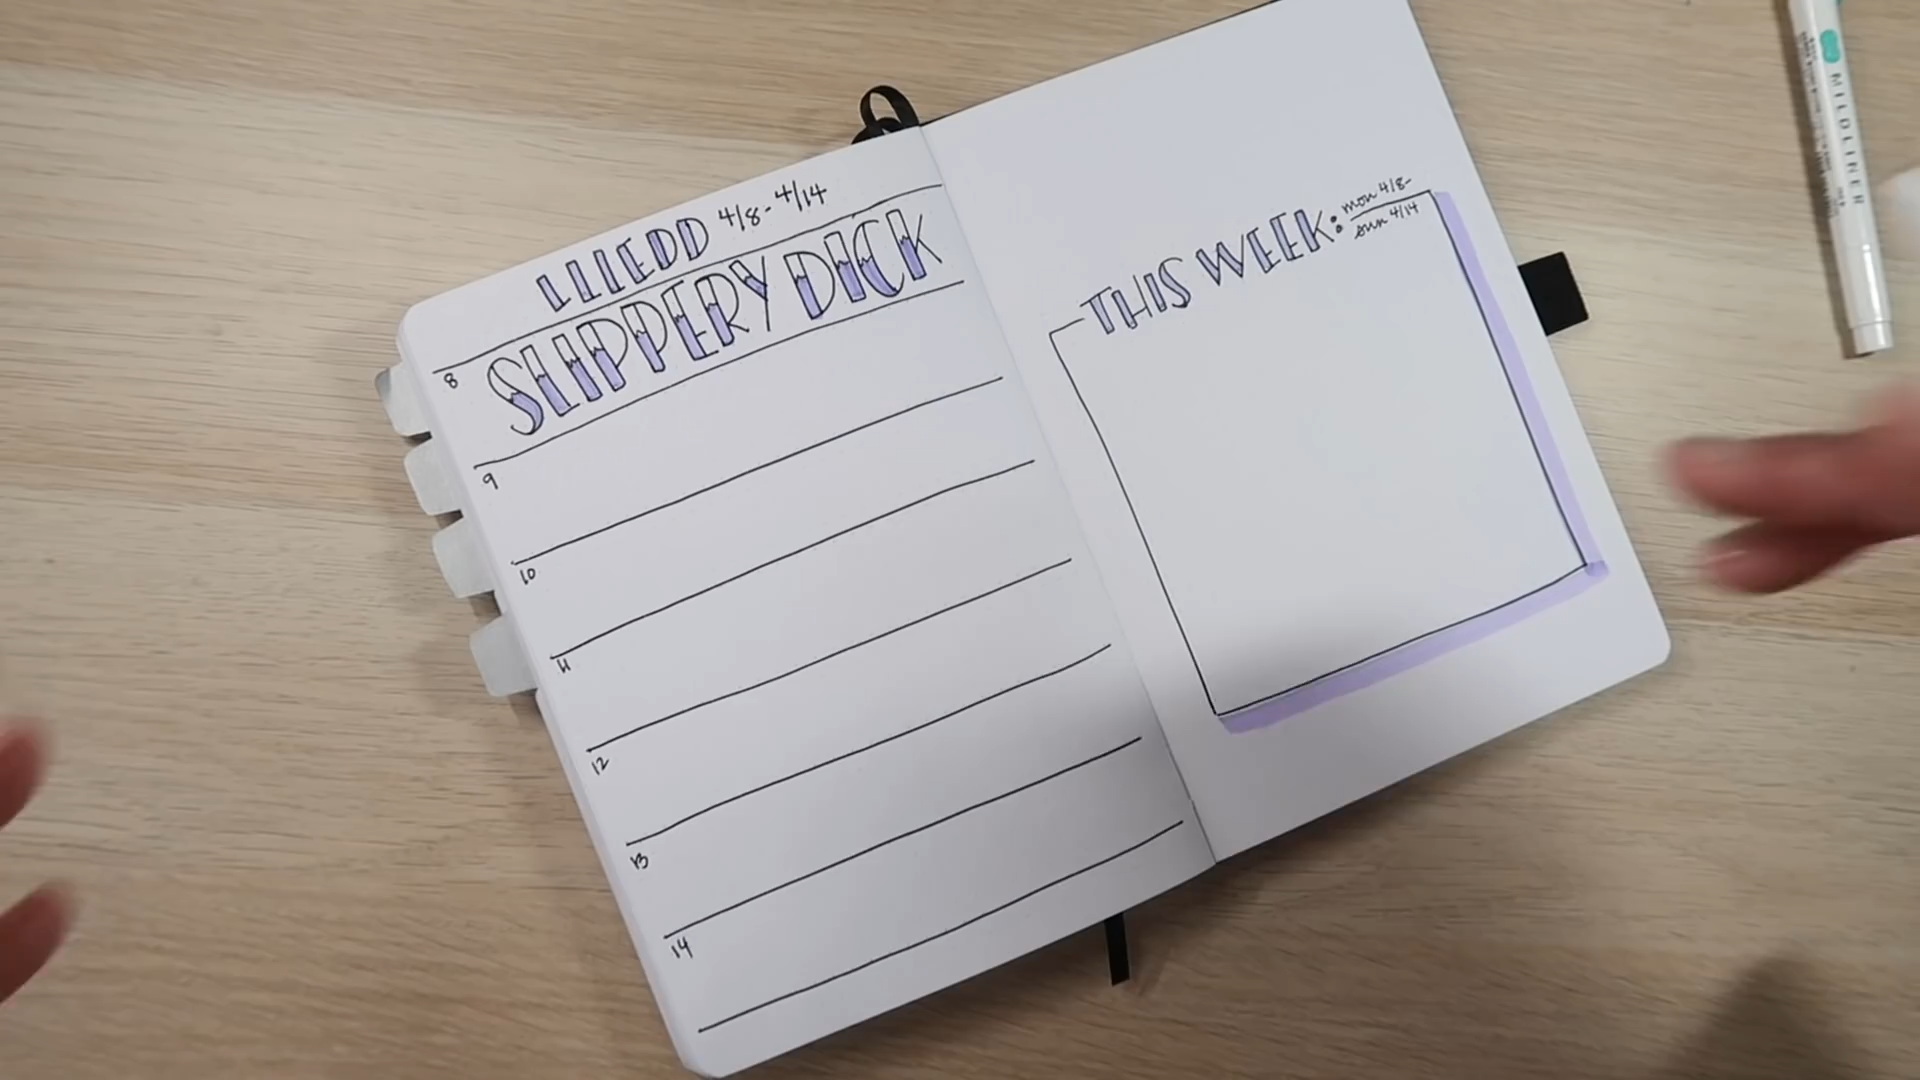 LLLEDD 4/8-4/14
8 SLIPPERY DICK
9
10
11
12
13
14
THIS WEEK: mon 4/8-
sun 4/14
MILDLINER